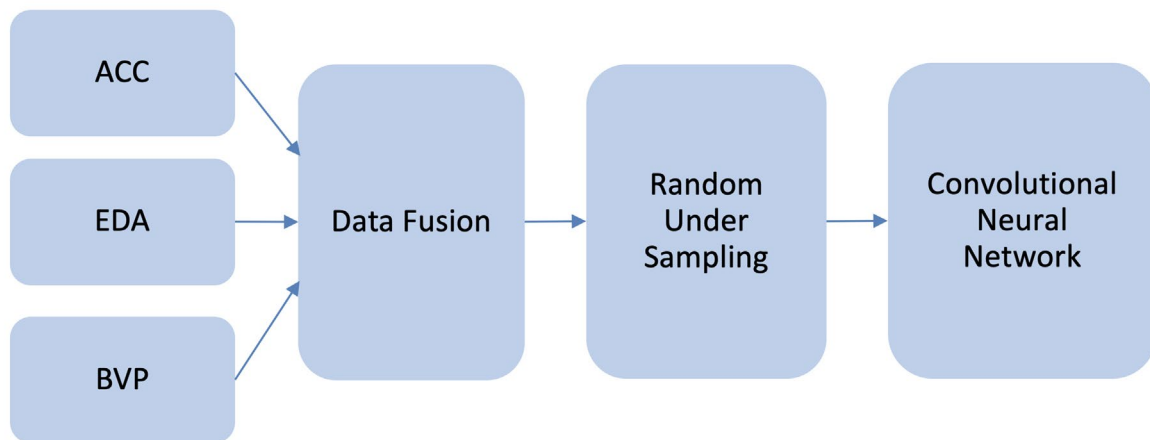 ACC
EDA
BVP
Data Fusion
Random
Under
Sampling
Convolutional
Neural
Network